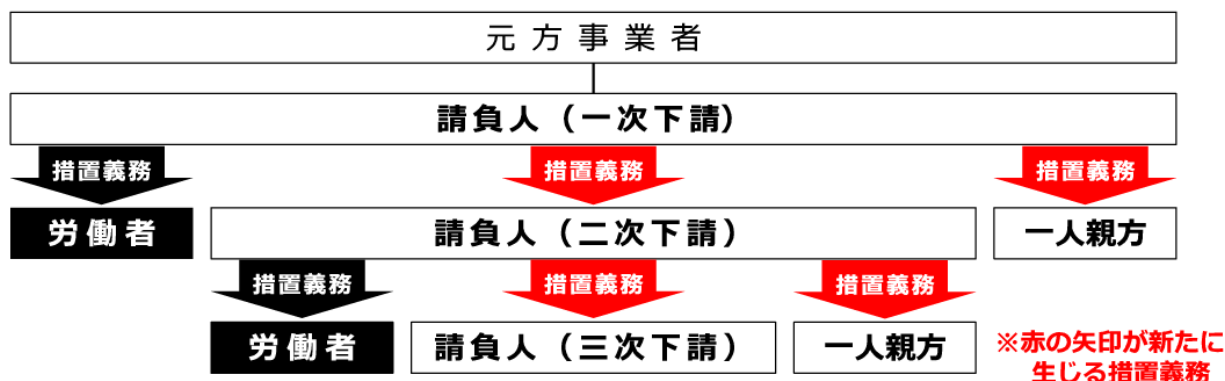 元方事業者
請負人（一次下請）
措置義務 措置義務 措置義務
労働者 請負人（二次下請） 一人親方
措置義務 措置義務 措置義務
労働者 請負人（三次下請） 一人親方
※赤の矢印が新たに
生じる措置義務